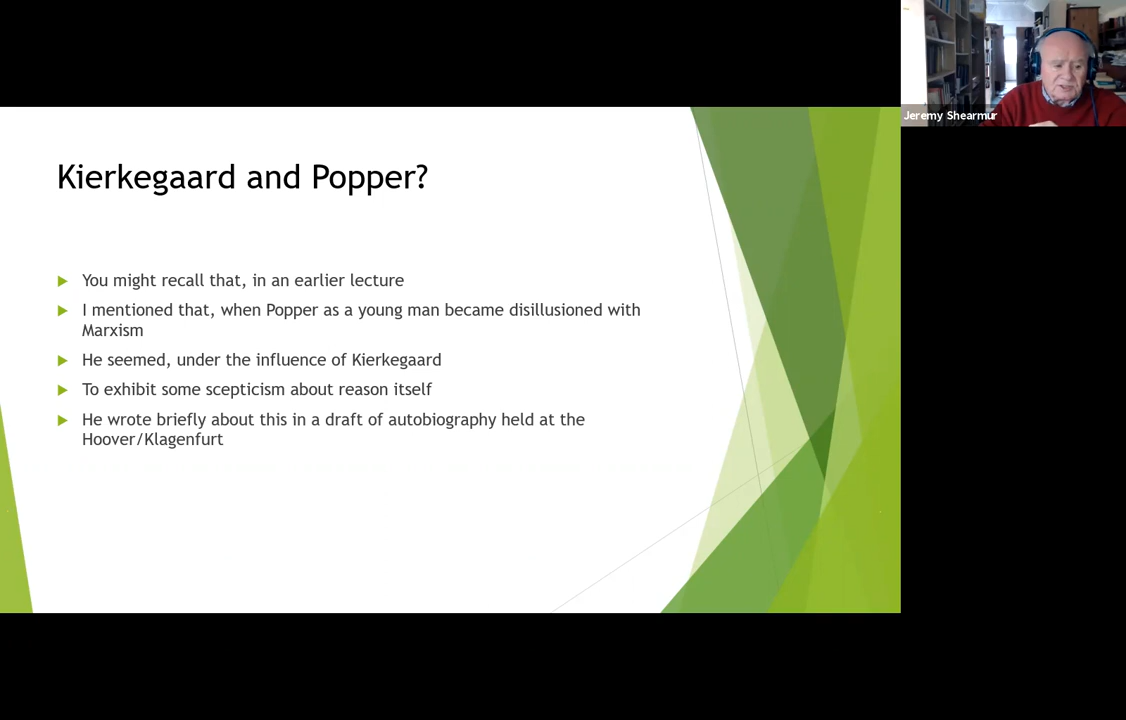 Kierkegaard and Popper?
You might recall that, in an earlier lecture
I mentioned that, when Popper as a young man became disillusioned with
Marxism
He seemed, under the influence of Kierkegaard
To exhibit some scepticism about reason itself
He wrote briefly about this in a draft of autobiography held at the
Hoover/Klagenfurt
Jeremy Shearmur